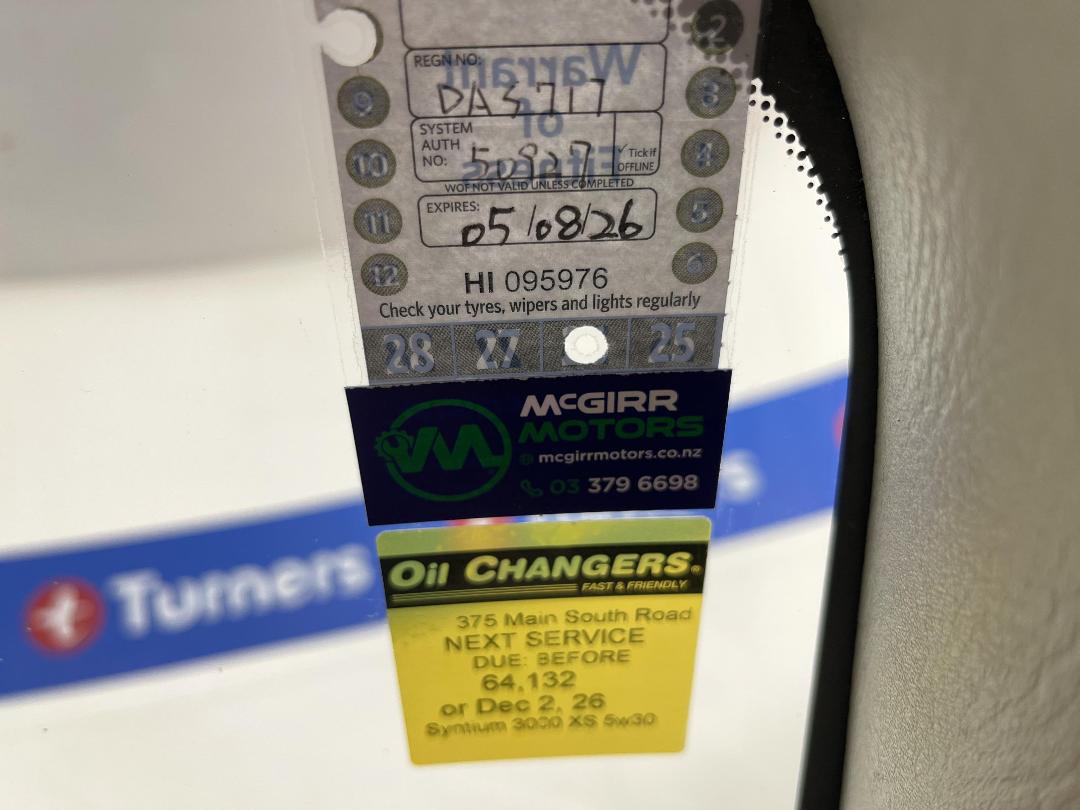 2
REGN NO:
DAS717
Warrant
of
Fitness
9
3
SYSTEM
AUTH
NO:
Tick if
OFFLINE
10
4
WOF NOT VALID UNLESS COMPLETED
EXPIRES:
05/08/26
11
5
12
6
HI 095976
Check your tyres, wipers and lights regularly
28 27 25
McGIRR
MOTORS
mcgirrmotors.co.nz
03 379 6698
Turners
Oil CHANGERS®
FAST & FRIENDLY
375 Main South Road
NEXT SERVICE
DUE: BEFORE
64,132
or Dec 2, 26
Syntium 3000 XS 5w30